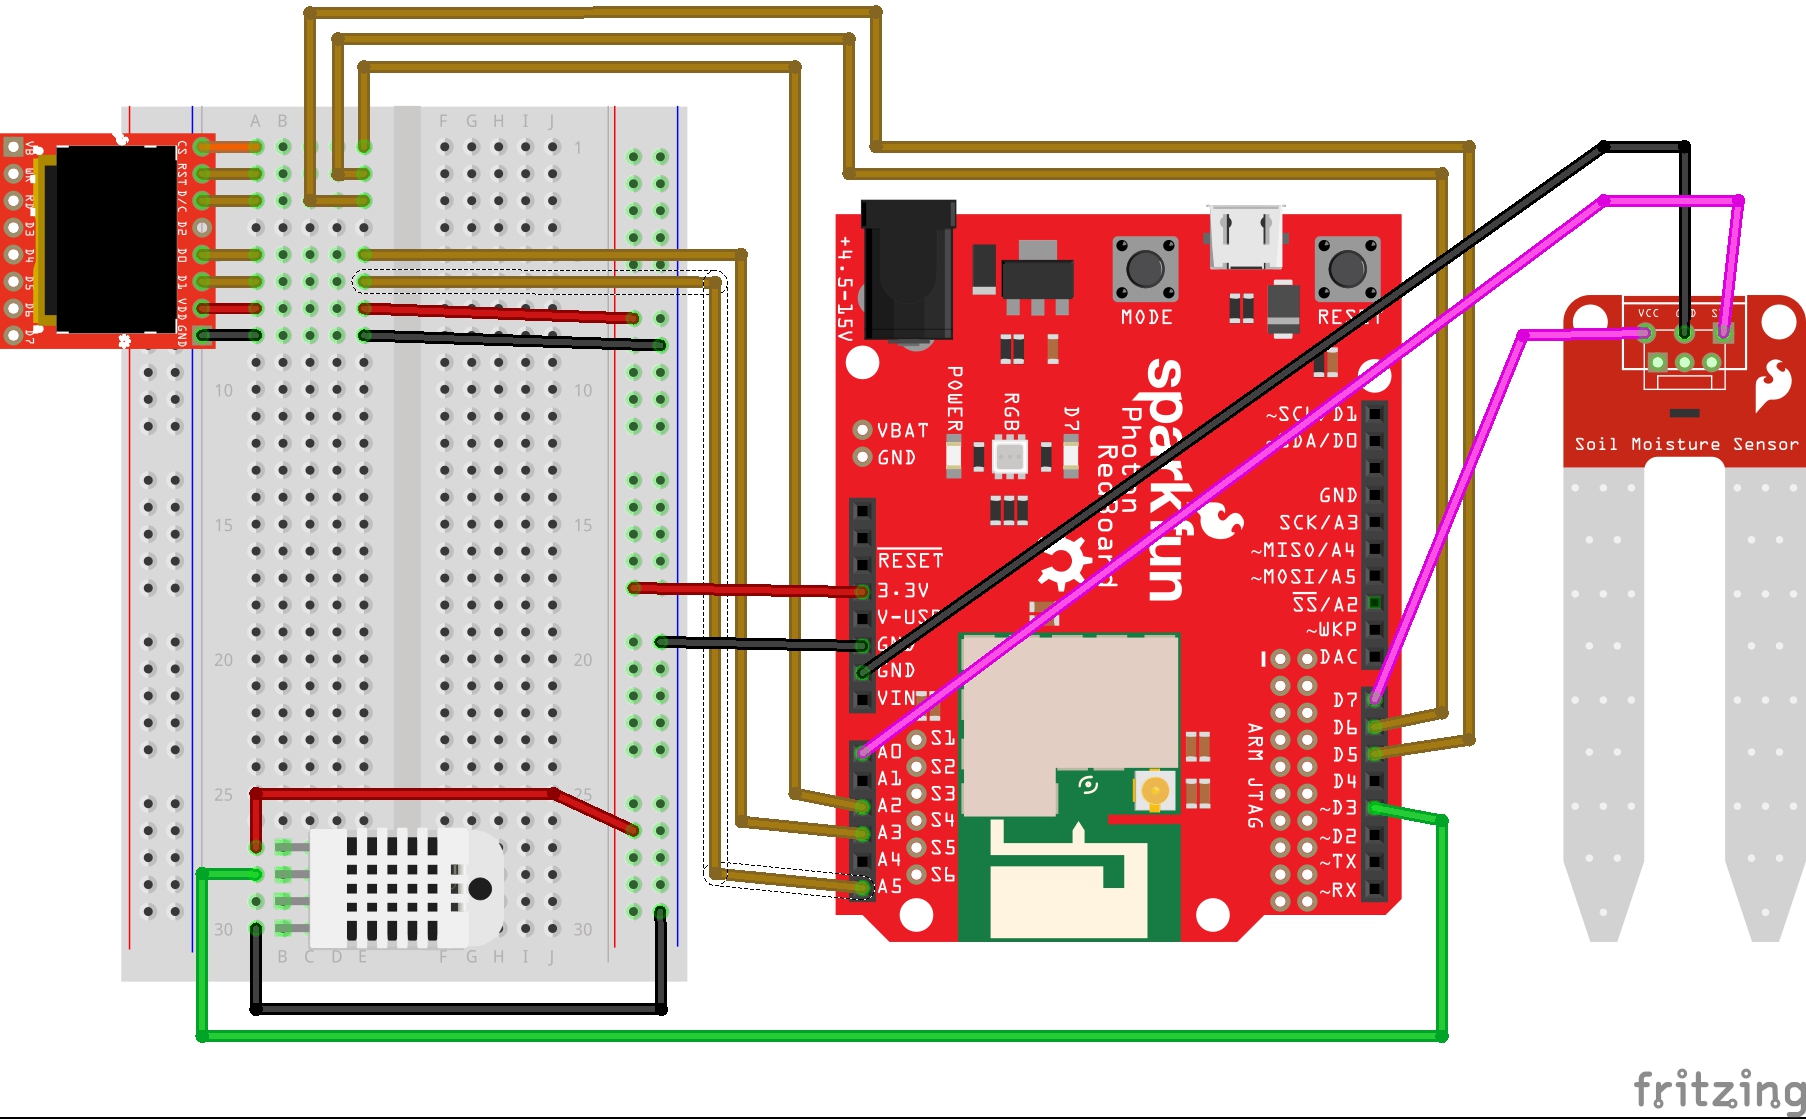 A B
F G H I J
1
10 10
15 15
20 20
25 25
30 30
B C D E
F G H I J
CS
RST
D/C
D2
D0
D1
VDD
GND
D3
D4
D5
D6
D7
+4.5-15V
MODE
RESET
POWER
RGB
D7
VBAT
GND
sparkfun
Photon
RedBoard
RESET
3.3V
V-USB
GND
GND
VIN
A0
A1
A2
A3
A4
A5
S1
S2
S3
S4
S5
S6
~SCL/D1
~SDA/D0
GND
SCK/A3
~MISO/A4
~MOSI/A5
SS/A2
~WKP
DAC
D7
D6
D5
D4
~D3
~D2
~TX
~RX
ARM JTAG
VCC
Soil Moisture Sensor
fritzing